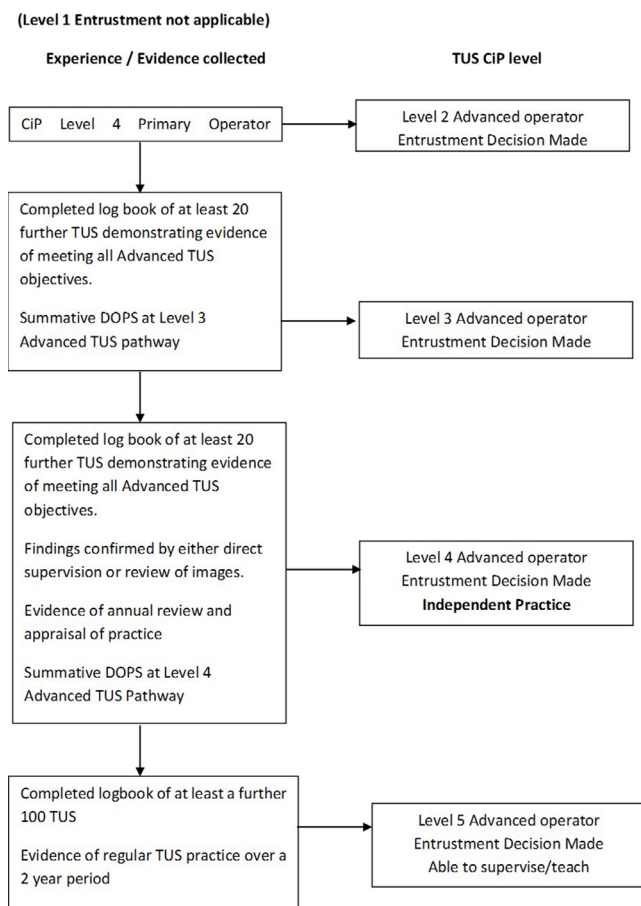 (Level 1 Entrustment not applicable)
Experience / Evidence collected
TUS CiP level
CiP Level 4 Primary Operator
Level 2 Advanced operator
Entrustment Decision Made
Completed log book of at least 20
further TUS demonstrating evidence
of meeting all Advanced TUS
objectives.
Summative DOPS at Level 3
Advanced TUS pathway
Level 3 Advanced operator
Entrustment Decision Made
Completed log book of at least 20
further TUS demonstrating evidence
of meeting all Advanced TUS
objectives.
Findings confirmed by either direct
supervision or review of images.
Evidence of annual review and
appraisal of practice
Summative DOPS at Level 4
Advanced TUS Pathway
Level 4 Advanced operator
Entrustment Decision Made
Independent Practice
Completed logbook of at least a further
100 TUS
Evidence of regular TUS practice over a
2 year period
Level 5 Advanced operator
Entrustment Decision Made
Able to supervise/teach